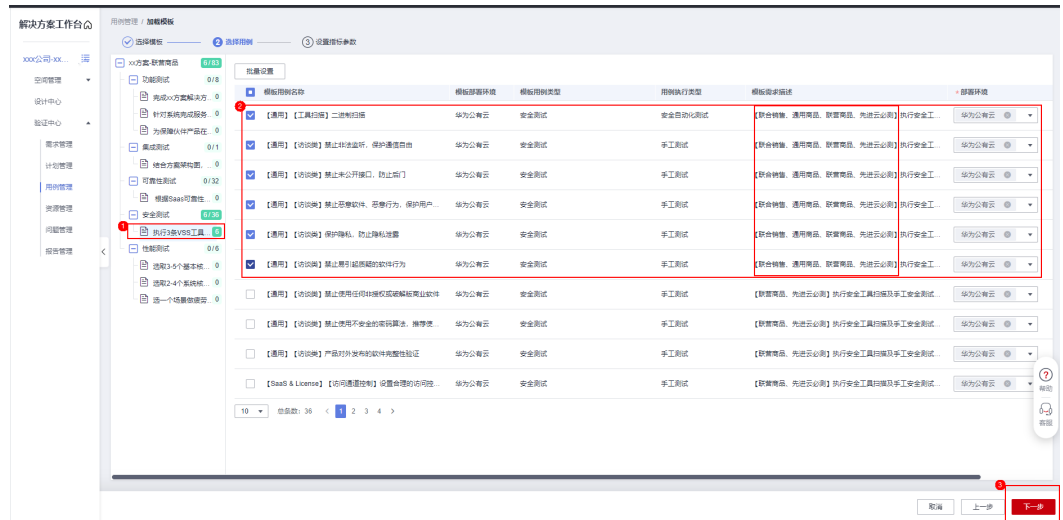 解决方案工作台
用例管理 / 加载模板
选择模板
2 选择用例
3 设置指标参数
xxx公司-xx...
空间管理
设计中心
验证中心
需求管理
计划管理
用例管理
资源管理
问题管理
报告管理
xx方案-联营商品 6/83
功能测试 0/8
完成xx方案解决方... 0
针对系统完成服务... 0
为保障伙伴产品在... 0
集成测试 0/1
结合方案架构图、... 0
可靠性测试 0/32
根据Saas可靠性... 0
安全测试 6/36
1
执行3条VSS工具... 6
性能测试 0/6
选取3-5个基本核... 0
选取2-4个系统核... 0
选一个场景做疲劳... 0
批量设置
模板用例名称 模板部署环境 模板用例类型 用例执行类型 模板需求描述 * 部署环境
2
【通用】【工具扫描】二进制扫描 华为公有云 安全测试 安全自动化测试 【联合销售、通用商品、联营商品、先进云必测】执行安全工... 华为公有云
【通用】【访谈类】禁止非法监听，保护通信自由 华为公有云 安全测试 手工测试 【联合销售、通用商品、联营商品、先进云必测】执行安全工... 华为公有云
【通用】【访谈类】禁止未公开接口，防止后门 华为公有云 安全测试 手工测试 【联合销售、通用商品、联营商品、先进云必测】执行安全工... 华为公有云
【通用】【访谈类】禁止恶意软件、恶意行为，保护用户... 华为公有云 安全测试 手工测试 【联合销售、通用商品、联营商品、先进云必测】执行安全工... 华为公有云
【通用】【访谈类】保护隐私，防止隐私泄露 华为公有云 安全测试 手工测试 【联合销售、通用商品、联营商品、先进云必测】执行安全工... 华为公有云
【通用】【访谈类】禁止易引起质疑的软件行为 华为公有云 安全测试 手工测试 【联合销售、通用商品、联营商品、先进云必测】执行安全工... 华为公有云
【通用】【访谈类】禁止使用任何非授权或破解版商业软件 华为公有云 安全测试 手工测试 【联营商品、先进云必测】执行安全工具扫描及手工安全测试... 华为公有云
【通用】【访谈类】禁止使用不安全的密码算法，推荐使... 华为公有云 安全测试 手工测试 【联营商品、先进云必测】执行安全工具扫描及手工安全测试... 华为公有云
【通用】【访谈类】产品对外发布的软件完整性验证 华为公有云 安全测试 手工测试 【联营商品、先进云必测】执行安全工具扫描及手工安全测试... 华为公有云
【SaaS & License】【访问通道控制】设置合理的访问控... 华为公有云 安全测试 手工测试 【联营商品、先进云必测】执行安全工具扫描及手工安全测试... 华为公有云
10 总条数: 36 < 1 2 3 4 >
?
帮助
客服
3
取消 上一步 下一步